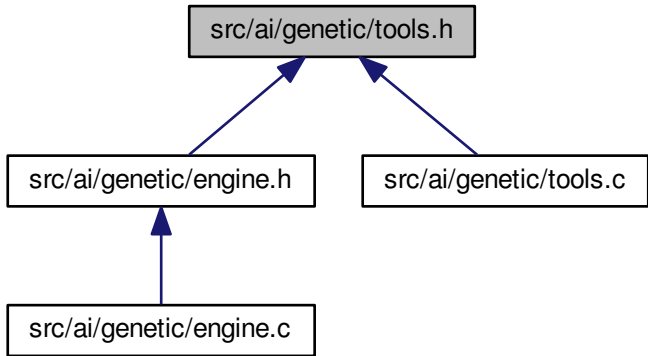 src/ai/genetic/tools.h
src/ai/genetic/engine.h
src/ai/genetic/tools.c
src/ai/genetic/engine.c